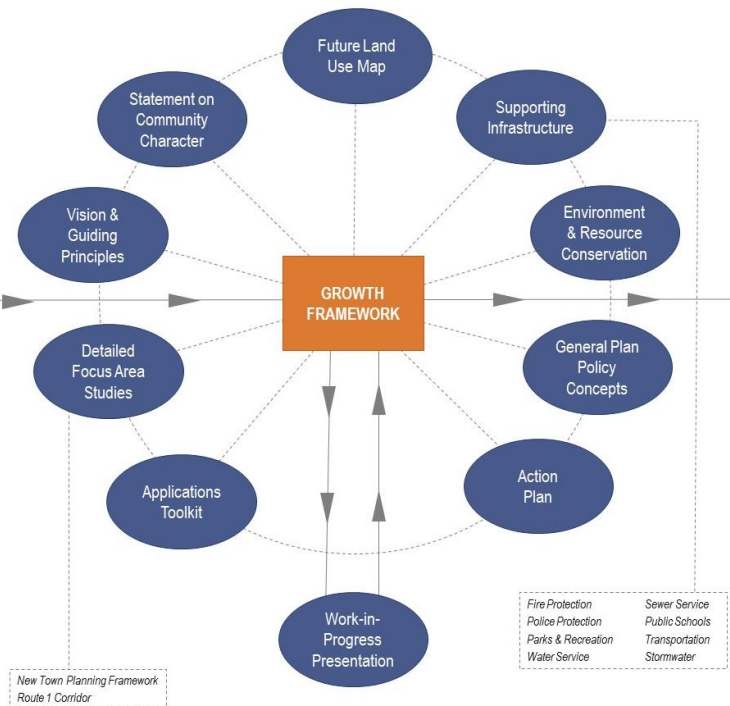 Future Land
Use Map
Statement on
Community
Character
Supporting
Infrastructure
Vision &
Guiding
Principles
Environment
& Resource
Conservation
GROWTH
FRAMEWORK
Detailed
Focus Area
Studies
General Plan
Policy
Concepts
Applications
Toolkit
Action
Plan
Work-in-
Progress
Presentation
Fire Protection
Police Protection
Parks & Recreation
Water Service
Sewer Service
Public Schools
Transportation
Stormwater
New Town Planning Framework
Route 1 Corridor